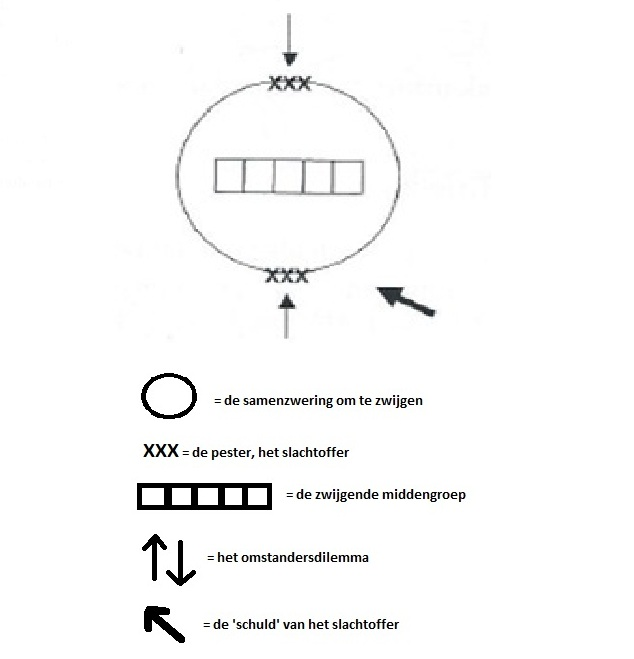 XXX
XXX
= de samenzwering om te zwijgen
XXX = de pester, het slachtoffer
= de zwijgende middengroep
= het omstandersdilemma
= de 'schuld' van het slachtoffer